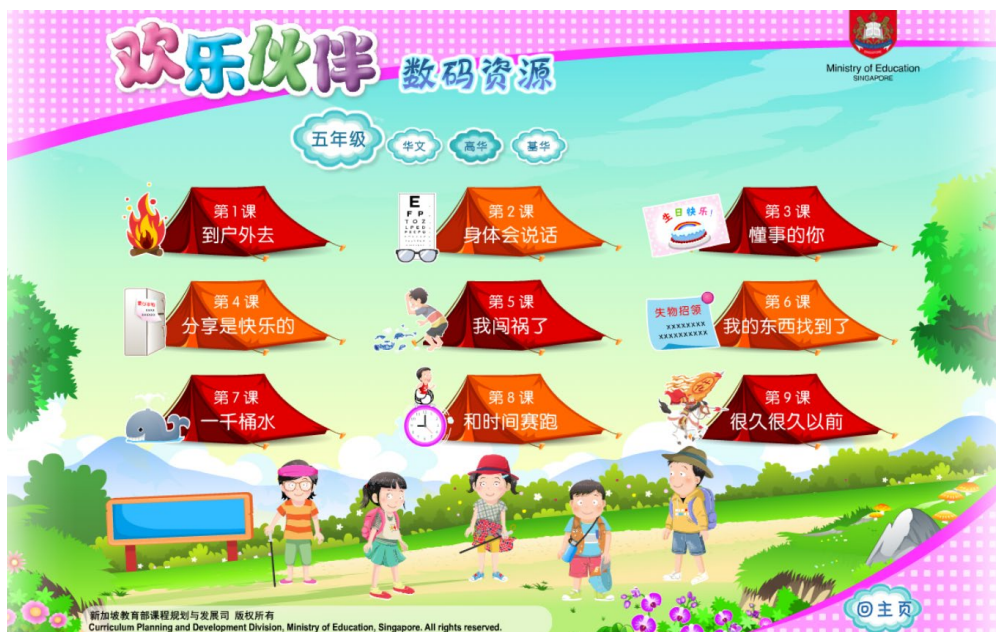 欢乐伙伴 数码资源
Ministry of Education
SINGAPORE
五年级 华文 高华 基华
第1课
到户外去
E
F P
T O Z
L P E D
第2课
身体会说话
生日快乐!
第3课
懂事的你
第4课
分享是快乐的
第5课
我闯祸了
失物招领
xxxxxxxx
xxxxxxxxxx
第6课
我的东西找到了
第7课
一千桶水
第8课
和时间赛跑
第9课
很久很久以前
新加坡教育部课程规划与发展司 版权所有
Curriculum Planning and Development Division, Ministry of Education, Singapore. All rights reserved.
回主页